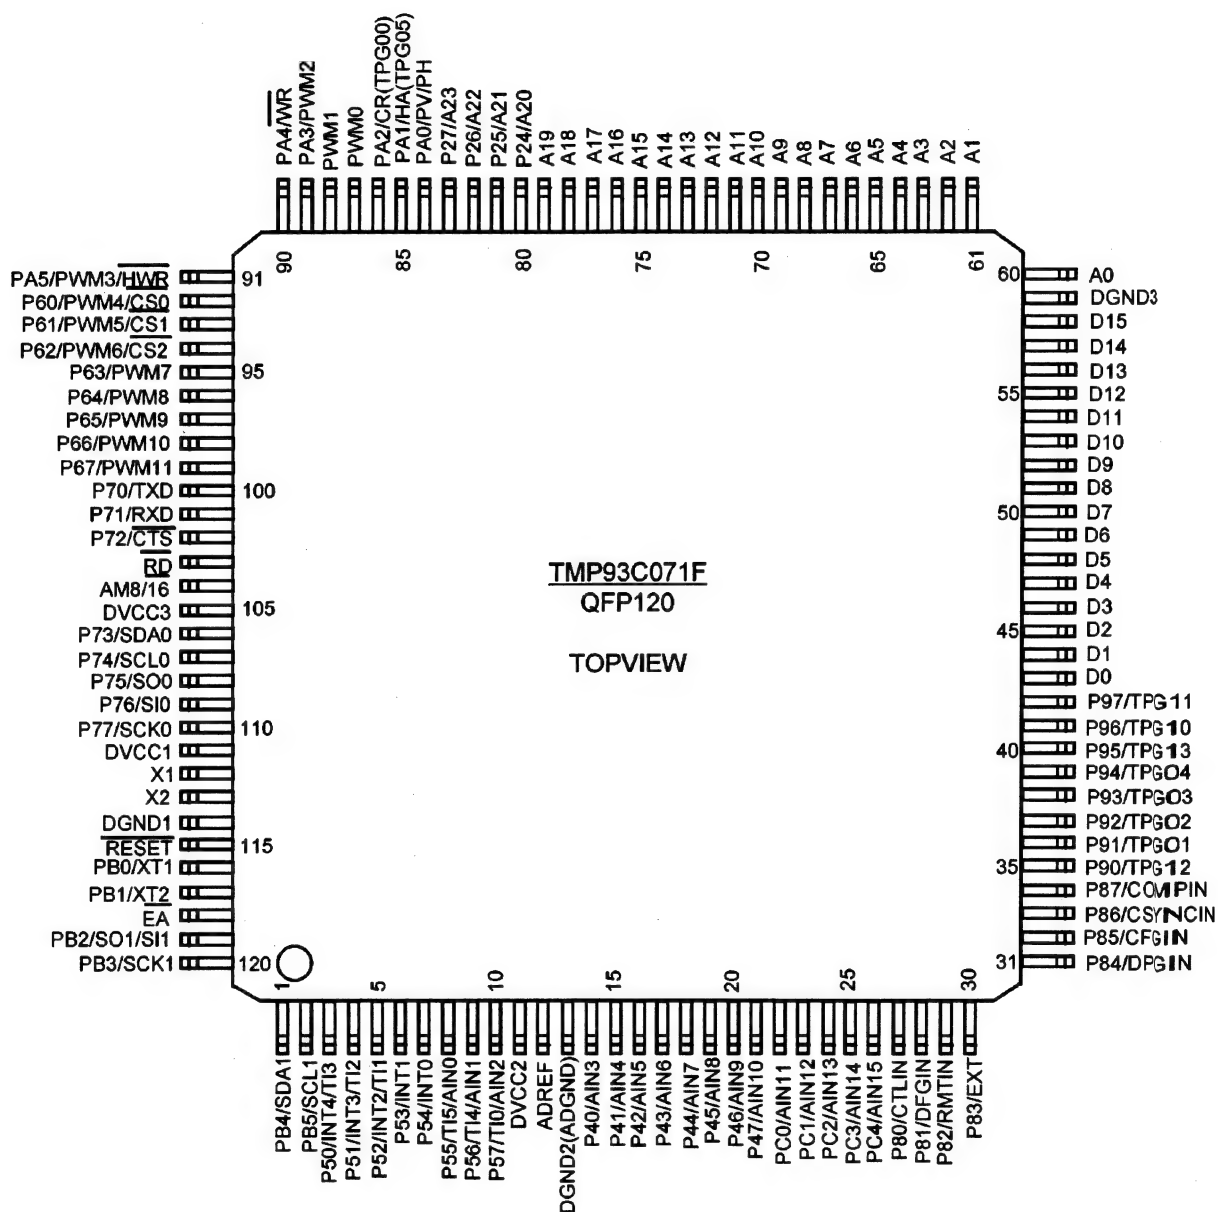 PA4/WR
PA3/PWM2
PWM1
PWM0
PA2/CR(TPG00)
PA1/HA(TPG05)
PA0/PV/PH
P27/A23
P26/A22
P25/A21
P24/A20
A19
A18
A17
A16
A15
A14
A13
A12
A11
A10
A9
A8
A7
A6
A5
A4
A3
A2
A1
90
85
80
75
70
65
61
PA5/PWM3/HWR 91
P60/PWM4/CS0
P61/PWM5/CS1
P62/PWM6/CS2
P63/PWM7 95
P64/PWM8
P65/PWM9
P66/PWM10
P67/PWM11
P70/TXD 100
P71/RXD
P72/CTS
RD
AM8/16
DVCC3 105
P73/SDA0
P74/SCL0
P75/SO0
P76/SI0
P77/SCK0 110
DVCC1
X1
X2
DGND1
RESET 115
PB0/XT1
PB1/XT2
EA
PB2/SO1/SI1
PB3/SCK1 120
TMP93C071F
QFP120
TOPVIEW
60 A0
DGND3
D15
D14
D13
55 D12
D11
D10
D9
D8
50 D7
D6
D5
D4
D3
45 D2
D1
D0
P97/TPG11
P96/TPG10
40 P95/TPG13
P94/TPGO4
P93/TPGO3
P92/TPGO2
P91/TPGO1
35 P90/TPG12
P87/COMPIN
P86/CSYNCIN
P85/CFGIN
31 P84/DPGIN
1
5
10
15
20
25
30
PB4/SDA1
PB5/SCL1
P50/INT4/TI3
P51/INT3/TI2
P52/INT2/TI1
P53/INT1
P54/INT0
P55/TI5/AIN0
P56/TI4/AIN1
P57/TI0/AIN2
DVCC2
ADREF
DGND2(ADGND)
P40/AIN3
P41/AIN4
P42/AIN5
P43/AIN6
P44/AIN7
P45/AIN8
P46/AIN9
P47/AIN10
PC0/AIN11
PC1/AIN12
PC2/AIN13
PC3/AIN14
PC4/AIN15
P80/CTLIN
P81/DFGIN
P82/RMTIN
P83/EXT